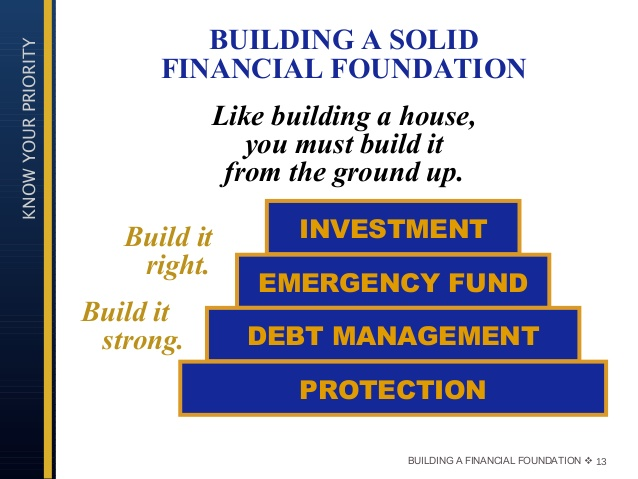 KNOW YOUR PRIORITY
BUILDING A SOLID
FINANCIAL FOUNDATION
Like building a house,
you must build it
from the ground up.
Build it
right.
Build it
strong.
INVESTMENT
EMERGENCY FUND
DEBT MANAGEMENT
PROTECTION
BUILDING A FINANCIAL FOUNDATION ❖ 13